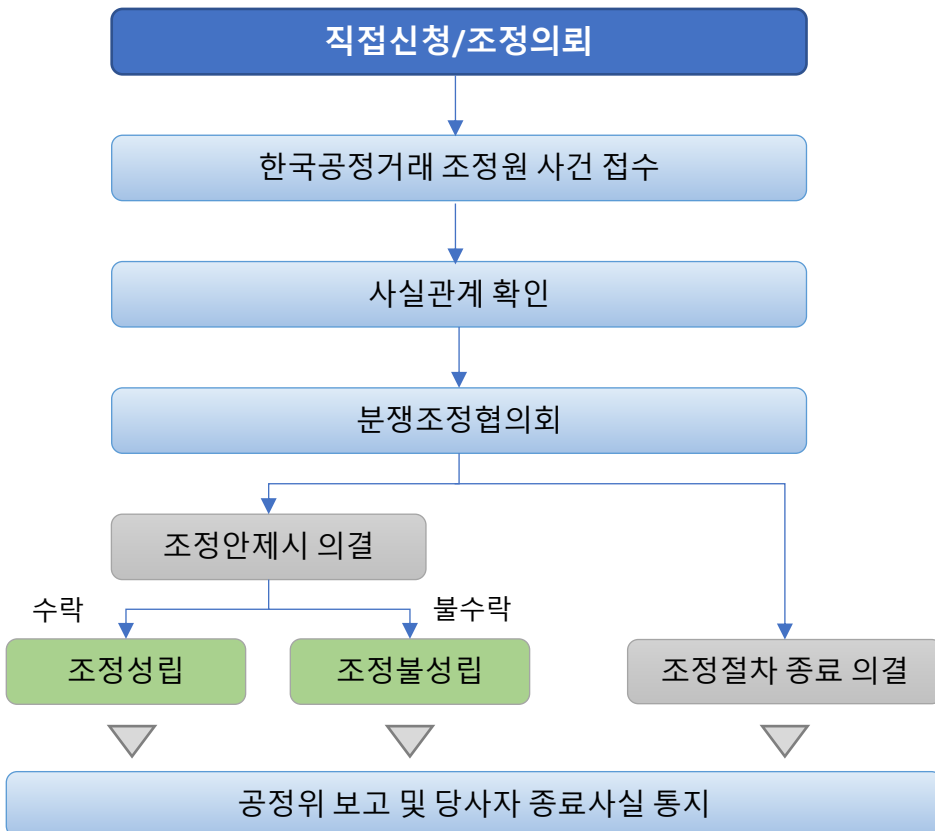 직접신청/조정의뢰
한국공정거래 조정원 사건 접수
사실관계 확인
분쟁조정협의회
조정안제시 의결
수락
불수락
조정성립
조정불성립
조정절차 종료 의결
공정위 보고 및 당사자 종료사실 통지